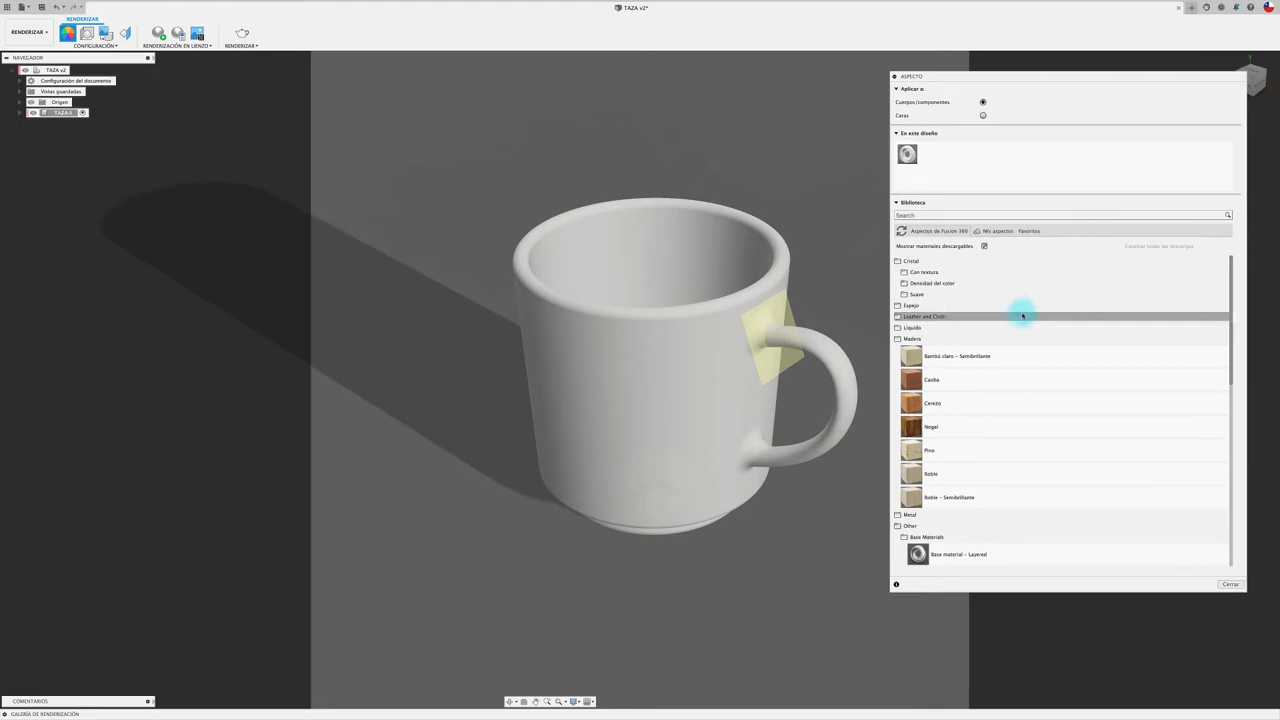 TAZA v2*
RENDERIZAR
RENDERIZAR
CONFIGURACIÓN
RENDERIZACIÓN EN LIENZO
RENDERIZAR
NAVEGADOR
TAZA v2
Configuración del documento
Vistas guardadas
Origen
TAZA:1
ASPECTO
Aplicar a:
Cuerpos/componentes
Caras
En este diseño
Biblioteca
Search
Aspectos de Fusion 360
Mis aspectos
Favoritos
Mostrar materiales descargables
Cancelar todas las descargas
Cristal
Con textura
Densidad del color
Suave
Espejo
Leather and Cloth
Líquido
Madera
Bambú claro - Semibrillante
Caoba
Cerezo
Nogal
Pino
Roble
Roble - Semibrillante
Metal
Other
Base Materials
Base material - Layered
Cerrar
COMENTARIOS
GALERÍA DE RENDERIZACIÓN